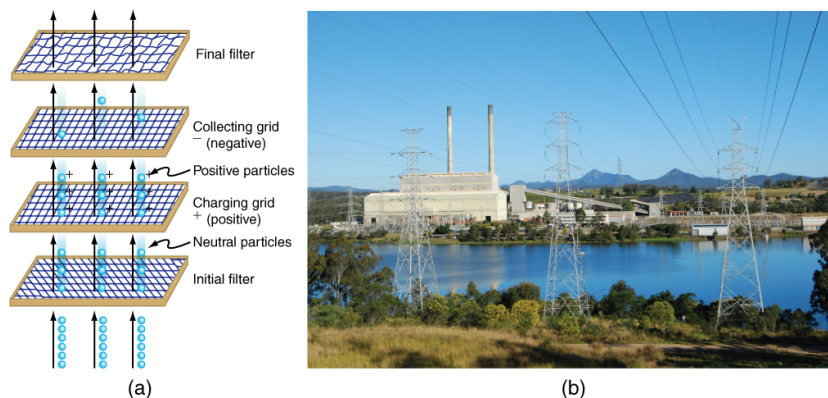 Final filter
Collecting grid
− (negative)
Positive particles
+
+
+
+
+
+
+
+
+
Charging grid
+ (positive)
Neutral particles
Initial filter
(a)
(b)